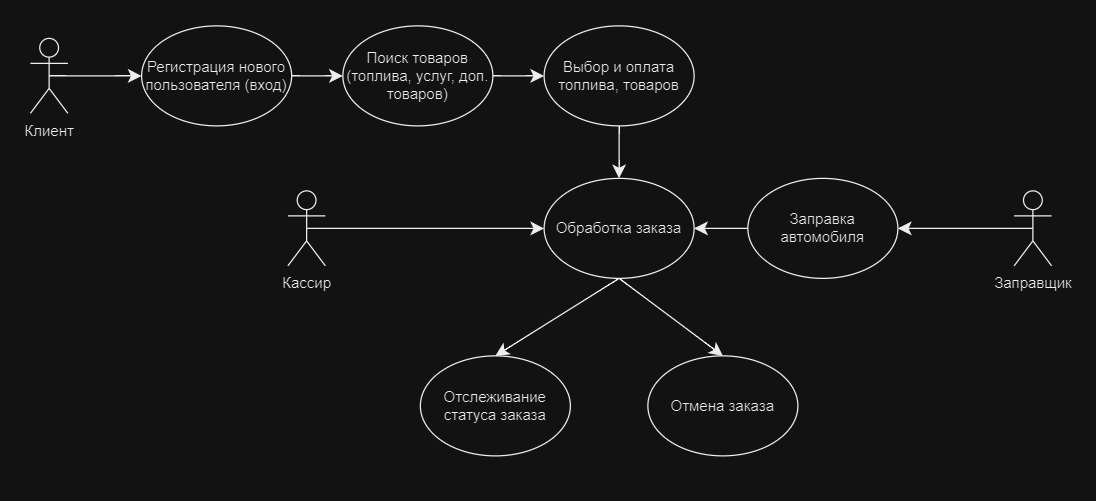 Клиент
Регистрация нового
пользователя (вход)
Поиск товаров
(топлива, услуг, доп.
товаров)
Выбор и оплата
топлива, товаров
Кассир
Обработка заказа
Заправка
автомобиля
Заправщик
Отслеживание
статуса заказа
Отмена заказа